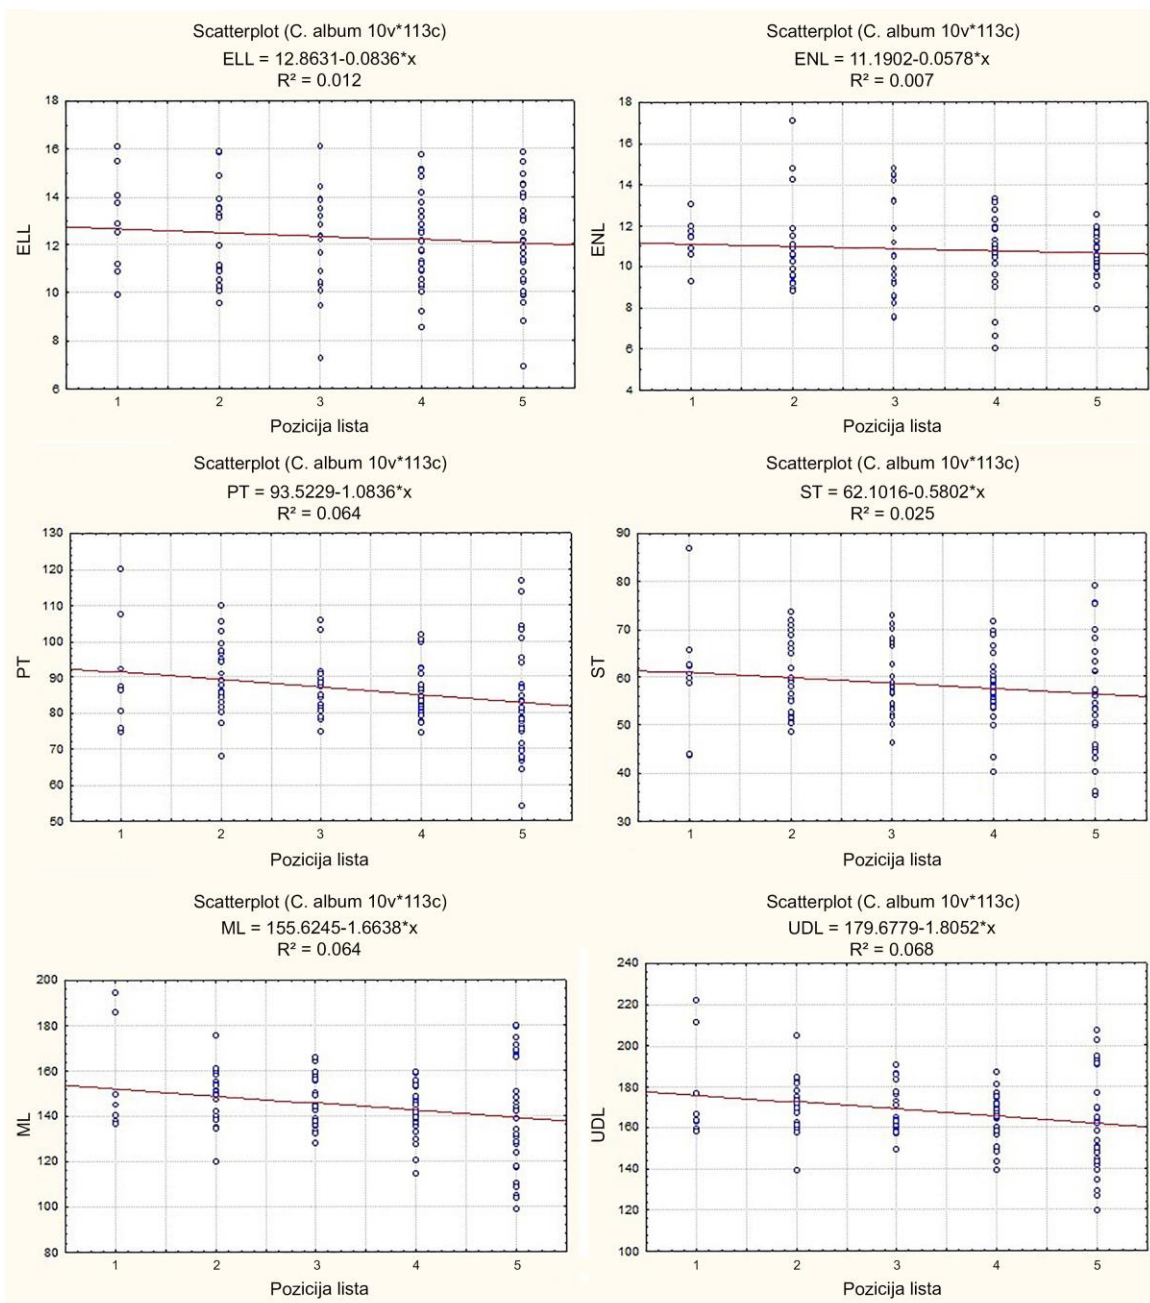 Scatterplot (C. album 10v*113c)
ELL = 12.8631-0.0836*x
R² = 0.012
18
16
14
12
10
8
6
ELL
1 2 3 4 5
Pozicija lista
Scatterplot (C. album 10v*113c)
ENL = 11.1902-0.0578*x
R² = 0.007
18
16
14
12
10
8
6
4
ENL
1 2 3 4 5
Pozicija lista
Scatterplot (C. album 10v*113c)
PT = 93.5229-1.0836*x
R² = 0.064
130
120
110
100
90
80
70
60
50
PT
1 2 3 4 5
Pozicija lista
Scatterplot (C. album 10v*113c)
ST = 62.1016-0.5802*x
R² = 0.025
90
80
70
60
50
40
30
ST
1 2 3 4 5
Pozicija lista
Scatterplot (C. album 10v*113c)
ML = 155.6245-1.6638*x
R² = 0.064
200
180
160
140
120
100
80
ML
1 2 3 4 5
Pozicija lista
Scatterplot (C. album 10v*113c)
UDL = 179.6779-1.8052*x
R² = 0.068
240
220
200
180
160
140
120
100
UDL
1 2 3 4 5
Pozicija lista